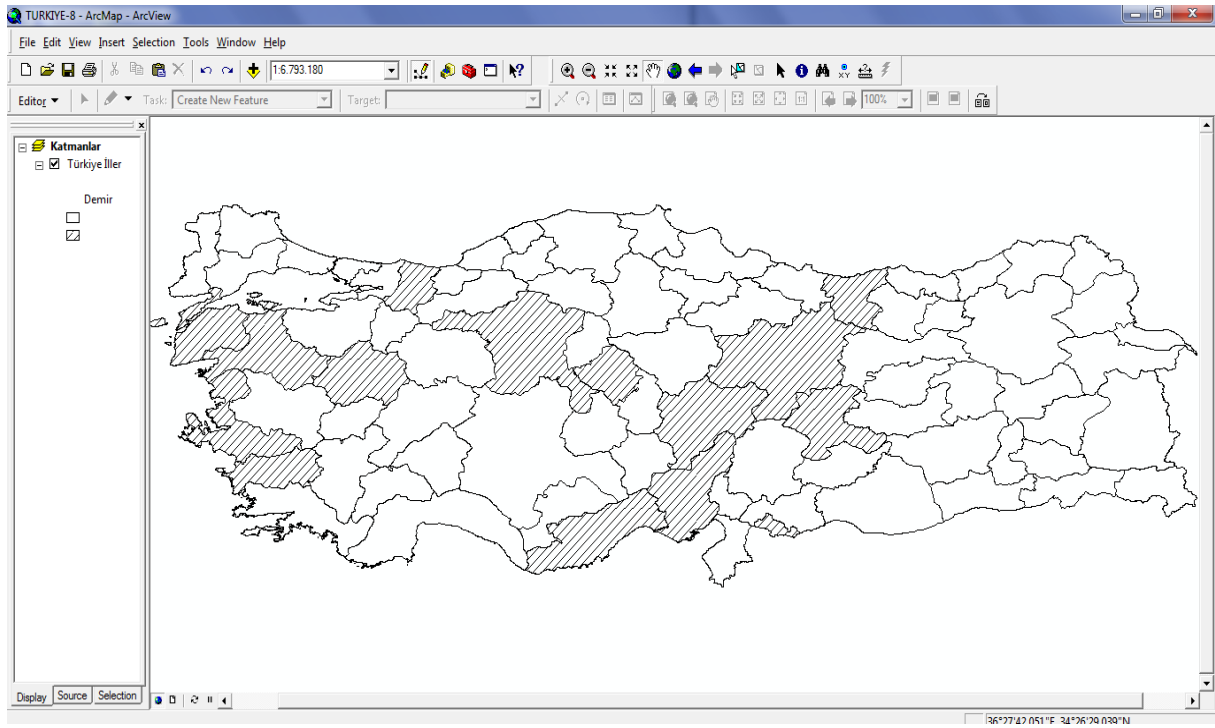 TURKIYE-8 - ArcMap - ArcView
File Edit View Insert Selection Tools Window Help
1:6.793.180
Editor Task: Create New Feature Target: 100%
Katmanlar
Türkiye İller
Demir
Display Source Selection
36°27'42,051"E 34°26'29,039"N